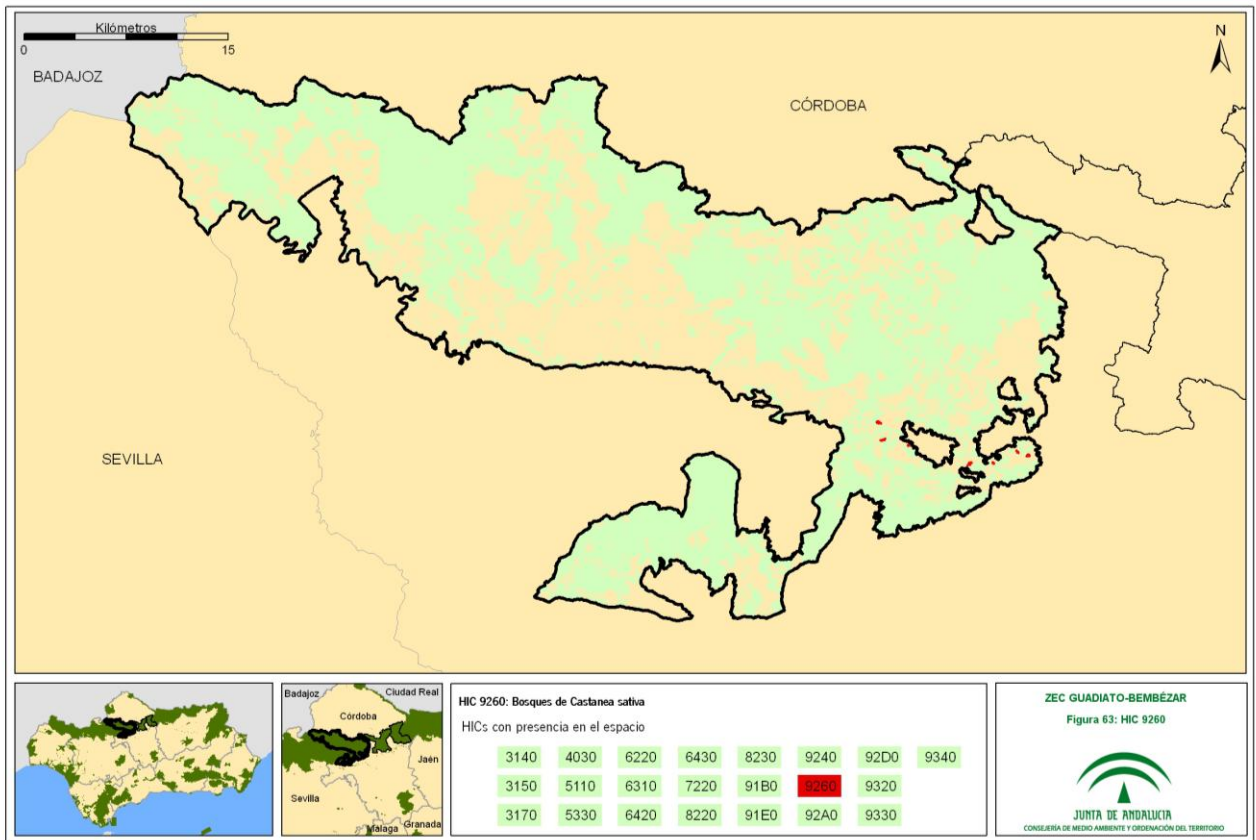 Kilómetros
0 15
N
BADAJOZ
CÓRDOBA
SEVILLA
Badajoz
Ciudad Real
Córdoba
Jaén
Sevilla
Málaga
Granada
HIC 9260: Bosques de Castanea sativa
HICs con presencia en el espacio
3140 4030 6220 6430 8230 9240 92D0 9340
3150 5110 6310 7220 91B0 9260 9320
3170 5330 6420 8220 91E0 92A0 9330
ZEC GUADIATO-BEMBÉZAR
Figura 63: HIC 9260
JUNTA DE ANDALUCIA
CONSEJERÍA DE MEDIO AMBIENTE Y ORDENACIÓN DEL TERRITORIO